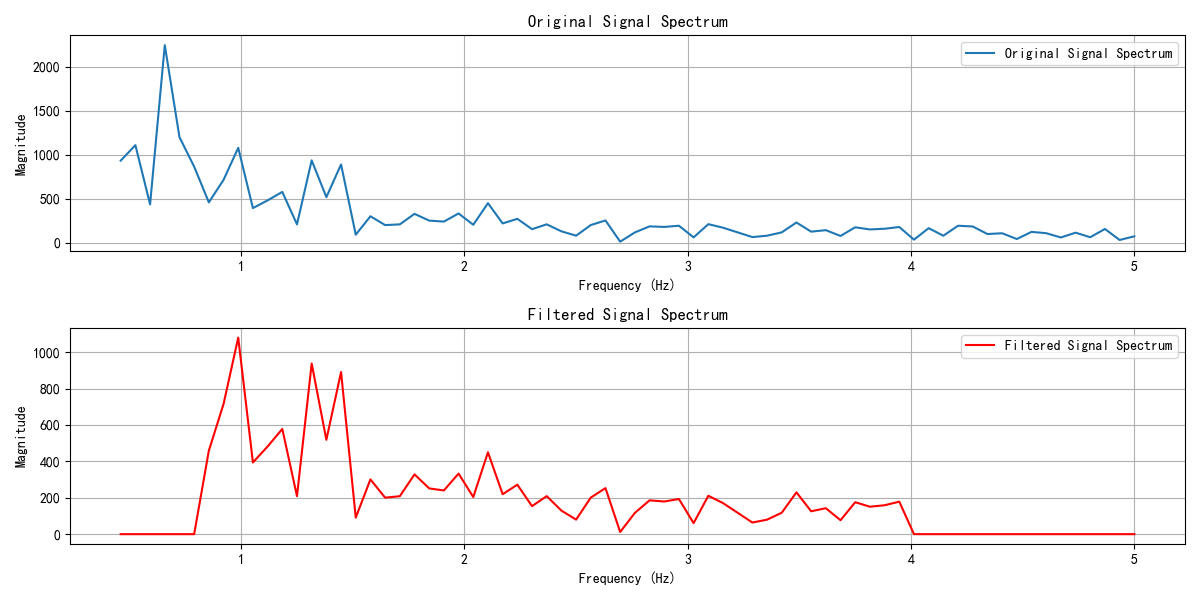 Original Signal Spectrum
Original Signal Spectrum
Magnitude
2000
1500
1000
500
0
1 2 3 4 5
Frequency (Hz)
Filtered Signal Spectrum
Filtered Signal Spectrum
Magnitude
1000
800
600
400
200
0
1 2 3 4 5
Frequency (Hz)